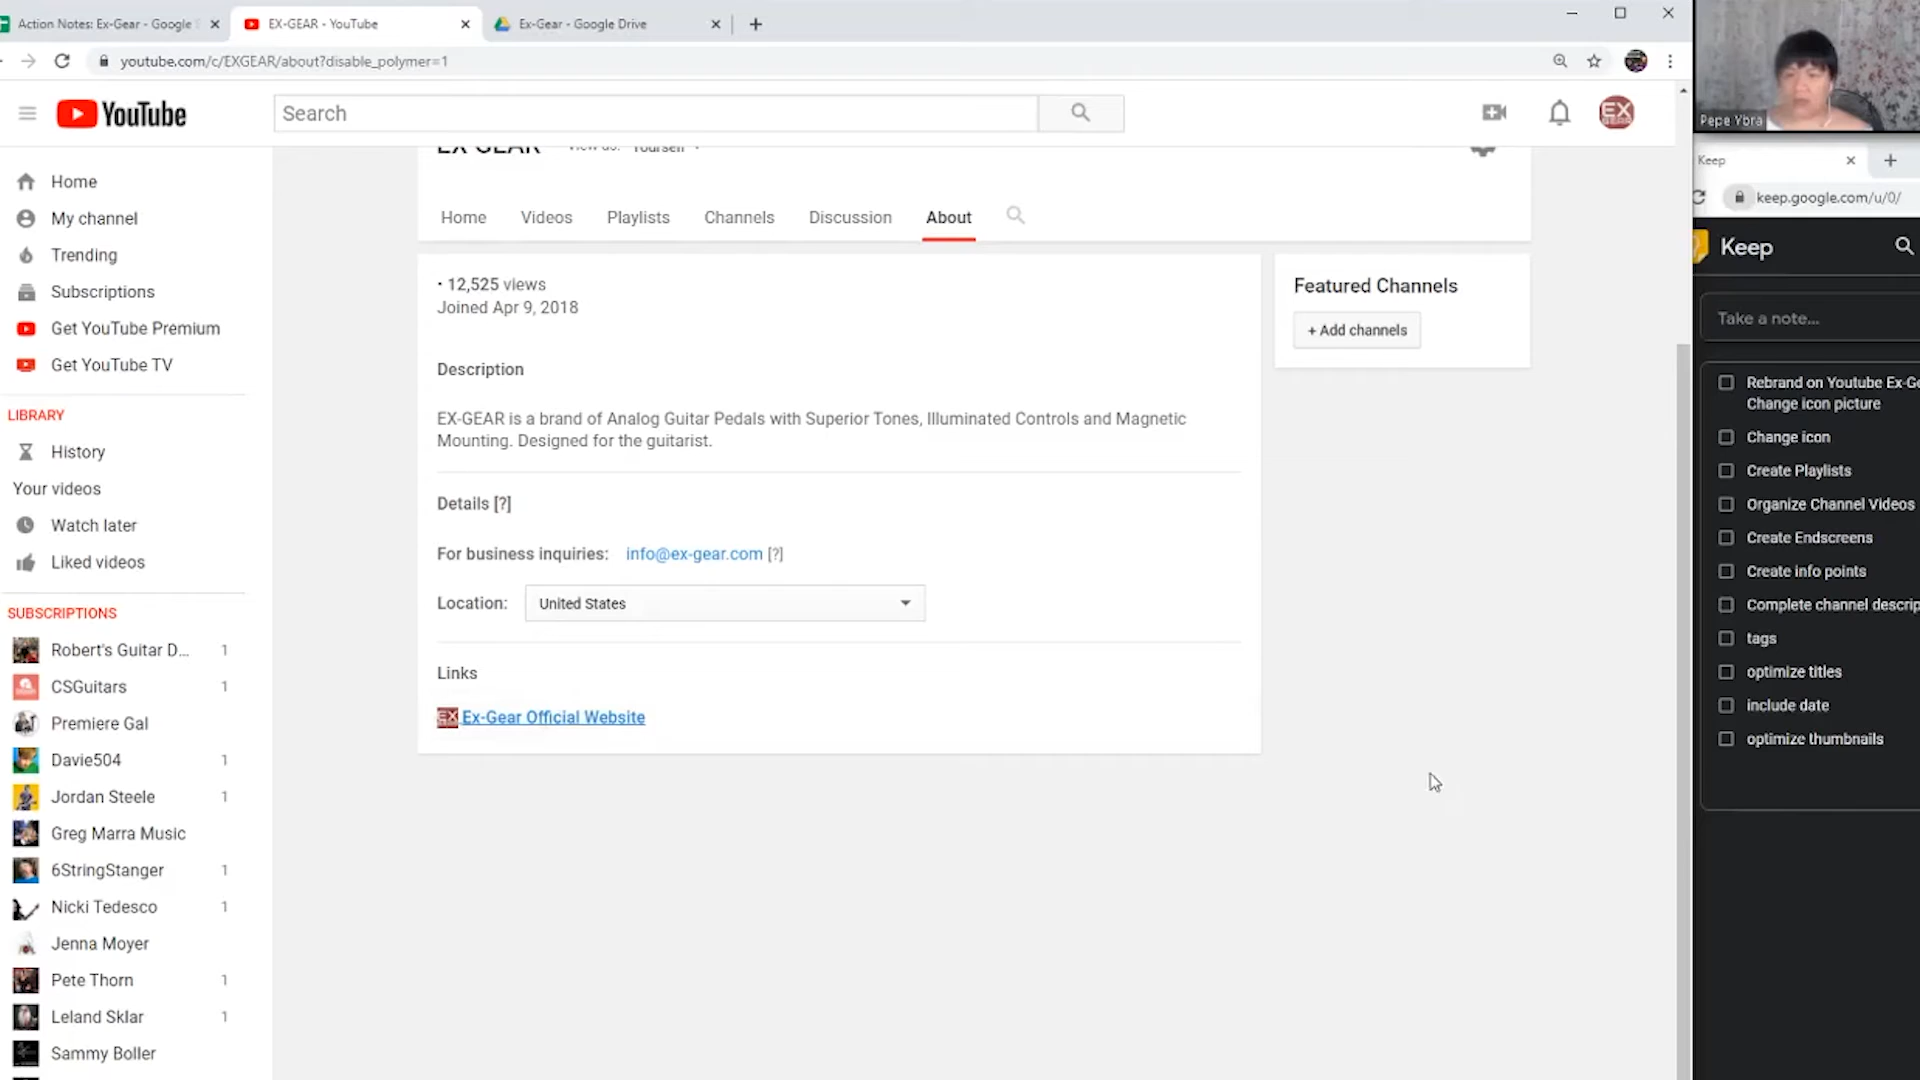 Action Notes: Ex-Gear - Google S
EX-GEAR - YouTube
Ex-Gear - Google Drive
youtube.com/c/EXGEAR/about?disable_polymer=1
YouTube
Search
EX
Pepe Ybra
EX-GEAR
View as: Yourself
Home
Videos
Playlists
Channels
Discussion
About
Home
My channel
Trending
Subscriptions
Get YouTube Premium
Get YouTube TV
LIBRARY
History
Your videos
Watch later
Liked videos
SUBSCRIPTIONS
Robert's Guitar D... 1
CSGuitars 1
Premiere Gal
Davie504 1
Jordan Steele 1
Greg Marra Music
6StringStanger 1
Nicki Tedesco 1
Jenna Moyer
Pete Thorn 1
Leland Sklar 1
Sammy Boller
• 12,525 views
Joined Apr 9, 2018
Description
EX-GEAR is a brand of Analog Guitar Pedals with Superior Tones, Illuminated Controls and Magnetic
Mounting. Designed for the guitarist.
Details [?]
For business inquiries: info@ex-gear.com [?]
Location: United States
Links
EX Ex-Gear Official Website
Featured Channels
+ Add channels
Keep
keep.google.com/u/0/
Keep
Take a note...
Rebrand on Youtube Ex-Ge
Change icon picture
Change icon
Create Playlists
Organize Channel Videos
Create Endscreens
Create info points
Complete channel descrip
tags
optimize titles
include date
optimize thumbnails